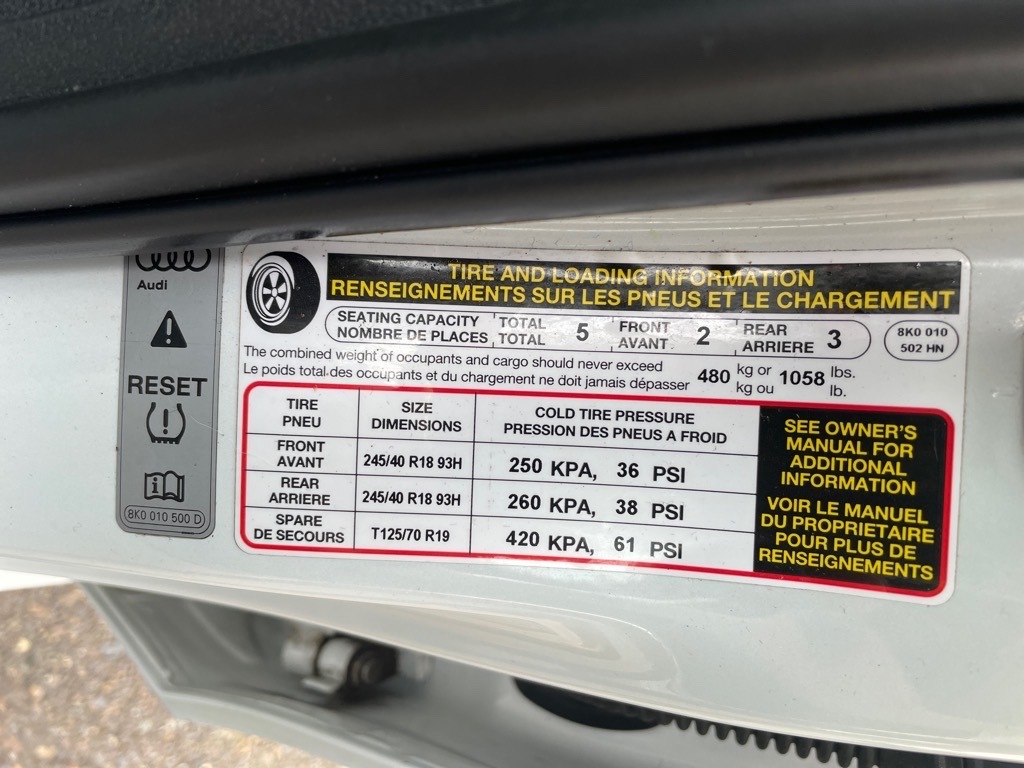 Audi
RESET
8K0 010 500 D
TIRE AND LOADING INFORMATION
RENSEIGNEMENTS SUR LES PNEUS ET LE CHARGEMENT
SEATING CAPACITY TOTAL 5 FRONT 2 REAR 3
NOMBRE DE PLACES TOTAL AVANT ARRIERE
8K0 010
502 HN
The combined weight of occupants and cargo should never exceed 480 kg or 1058 lbs.
Le poids total des occupants et du chargement ne doit jamais dépasser kg ou lb.
TIRE SIZE COLD TIRE PRESSURE
PNEU DIMENSIONS PRESSION DES PNEUS A FROID
FRONT
AVANT 245/40 R18 93H 250 KPA, 36 PSI
REAR
ARRIERE 245/40 R18 93H 260 KPA, 38 PSI
SPARE
DE SECOURS T125/70 R19 420 KPA, 61 PSI
SEE OWNER'S
MANUAL FOR
ADDITIONAL
INFORMATION
VOIR LE MANUEL
DU PROPRIETAIRE
POUR PLUS DE
RENSEIGNEMENTS